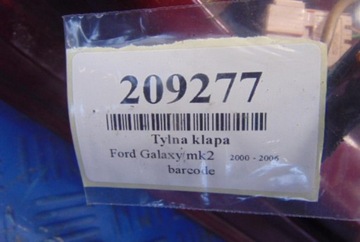 209277
Tylna klapa
Ford Galaxy mk2 2000 - 2006
barcode